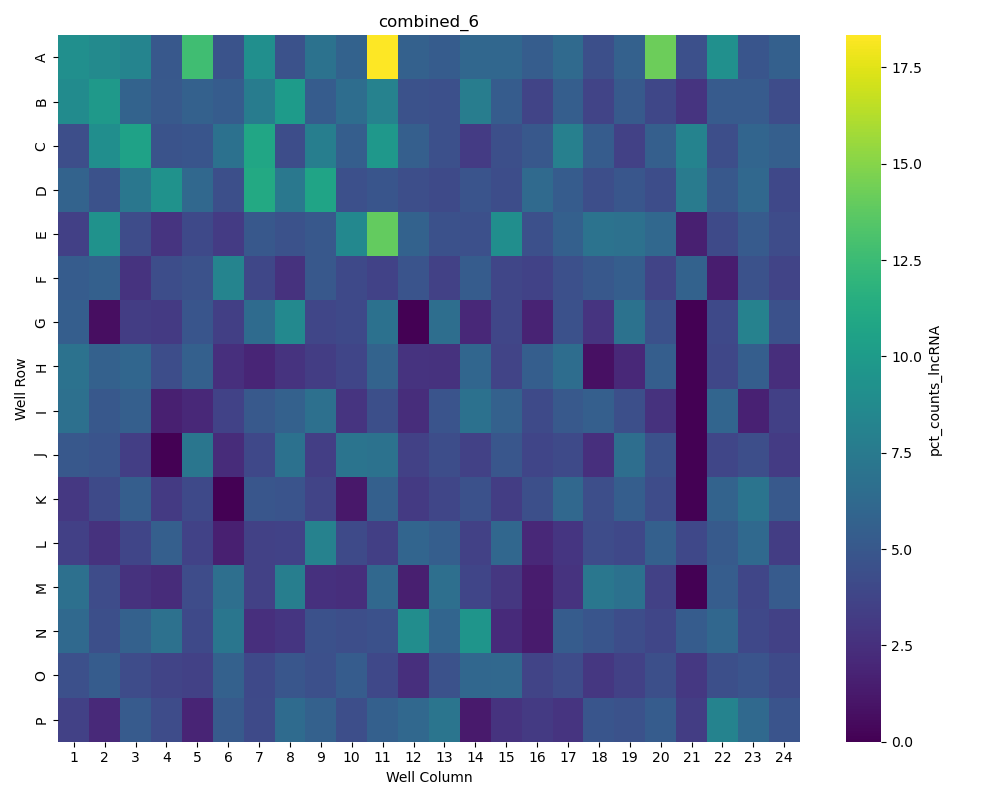 combined_6
A
B
C
D
E
F
G
H
I
J
K
L
M
N
O
P
Well Row
1 2 3 4 5 6 7 8 9 10 11 12 13 14 15 16 17 18 19 20 21 22 23 24
Well Column
17.5
15.0
12.5
10.0
7.5
5.0
2.5
0.0
pct_counts_lncRNA